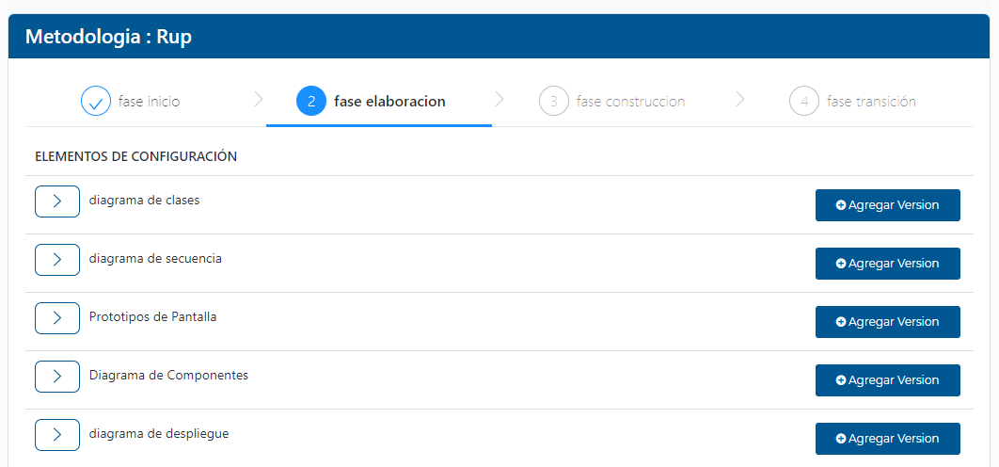 Metodologia : Rup
fase inicio
2 fase elaboracion
3 fase construccion
4 fase transición
ELEMENTOS DE CONFIGURACIÓN
diagrama de clases Agregar Version
diagrama de secuencia Agregar Version
Prototipos de Pantalla Agregar Version
Diagrama de Componentes Agregar Version
diagrama de despliegue Agregar Version